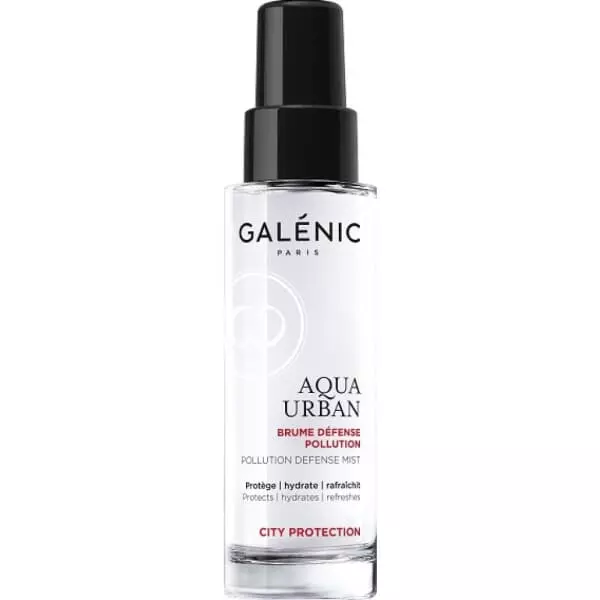 GALÉNIC
PARIS
AQUA
URBAN
BRUME DÉFENSE
POLLUTION
POLLUTION DEFENSE MIST
Protège | hydrate | rafraîchit
Protects | hydrates | refreshes
CITY PROTECTION